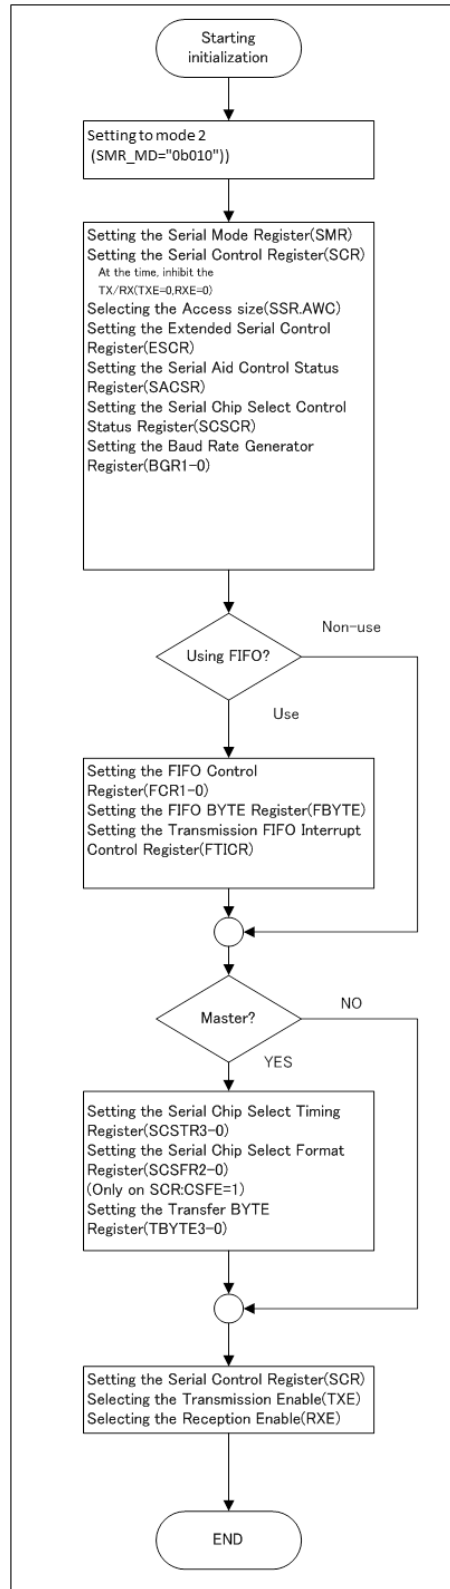 Starting
initialization
Setting to mode 2
(SMR_MD="0b010"))
Setting the Serial Mode Register(SMR)
Setting the Serial Control Register(SCR)
At the time, inhibit the
TX/RX(TXE=0,RXE=0)
Selecting the Access size(SSR.AWC)
Setting the Extended Serial Control
Register(ESCR)
Setting the Serial Aid Control Status
Register(SACSR)
Setting the Serial Chip Select Control
Status Register(SCSCR)
Setting the Baud Rate Generator
Register(BGR1-0)
Non-use
Using FIFO?
Use
Setting the FIFO Control
Register(FCR1-0)
Setting the FIFO BYTE Register(FBYTE)
Setting the Transmission FIFO Interrupt
Control Register(FTICR)
NO
Master?
YES
Setting the Serial Chip Select Timing
Register(SCSTR3-0)
Setting the Serial Chip Select Format
Register(SCSFR2-0)
(Only on SCR:CSFE=1)
Setting the Transfer BYTE
Register(TBYTE3-0)
Setting the Serial Control Register(SCR)
Selecting the Transmission Enable(TXE)
Selecting the Reception Enable(RXE)
END